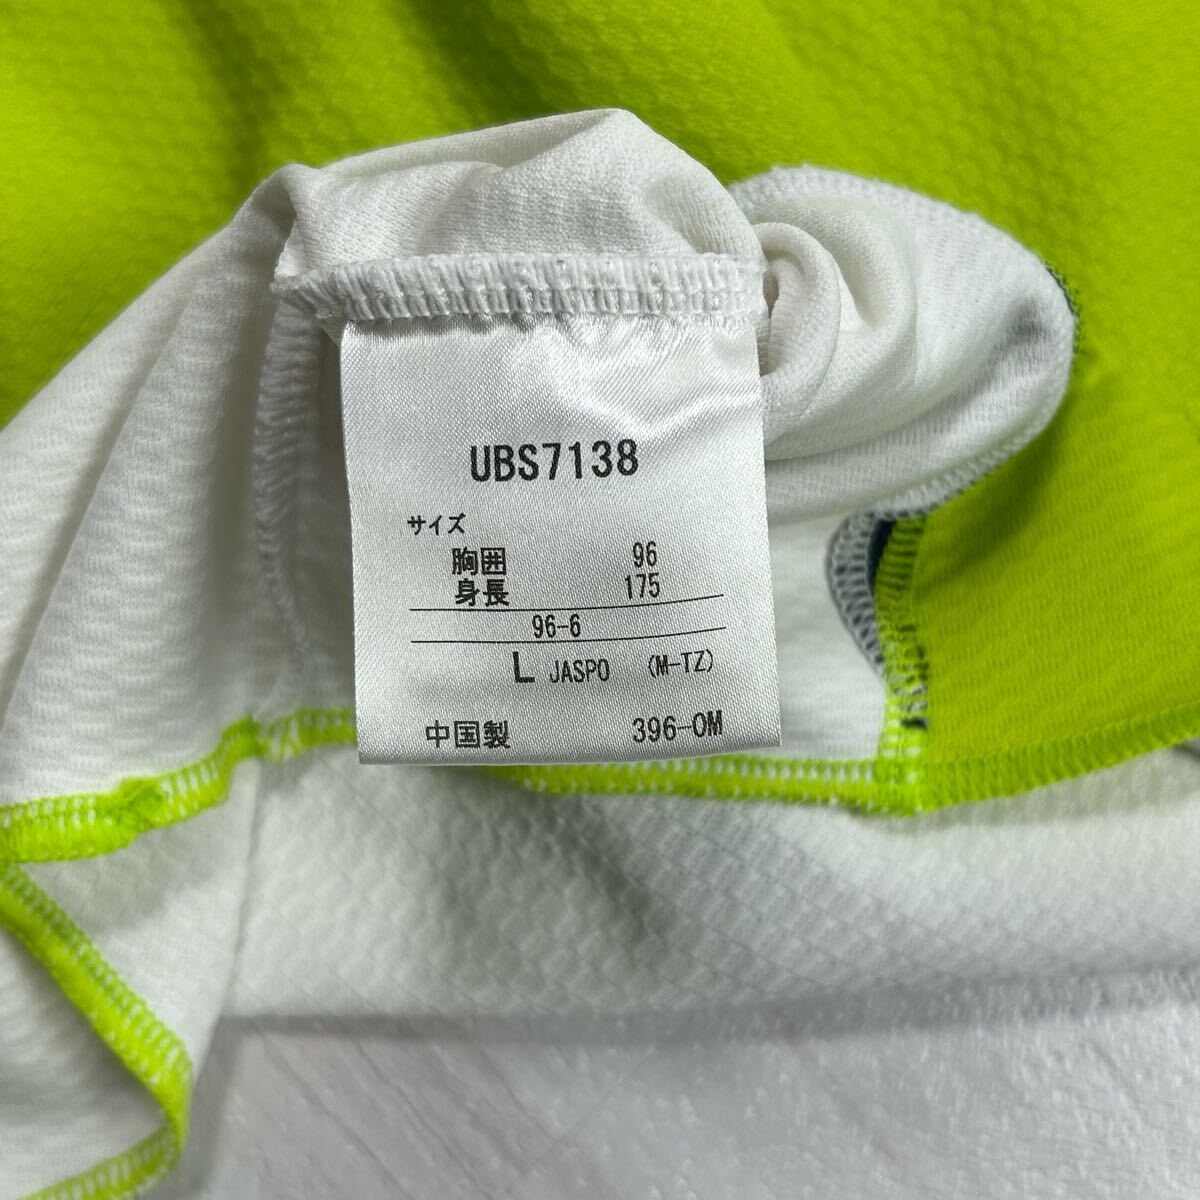 UBS7138
サイズ
胸囲 96
身長 175
96-6
L JASPO (M-TZ)
中国製 396-OM